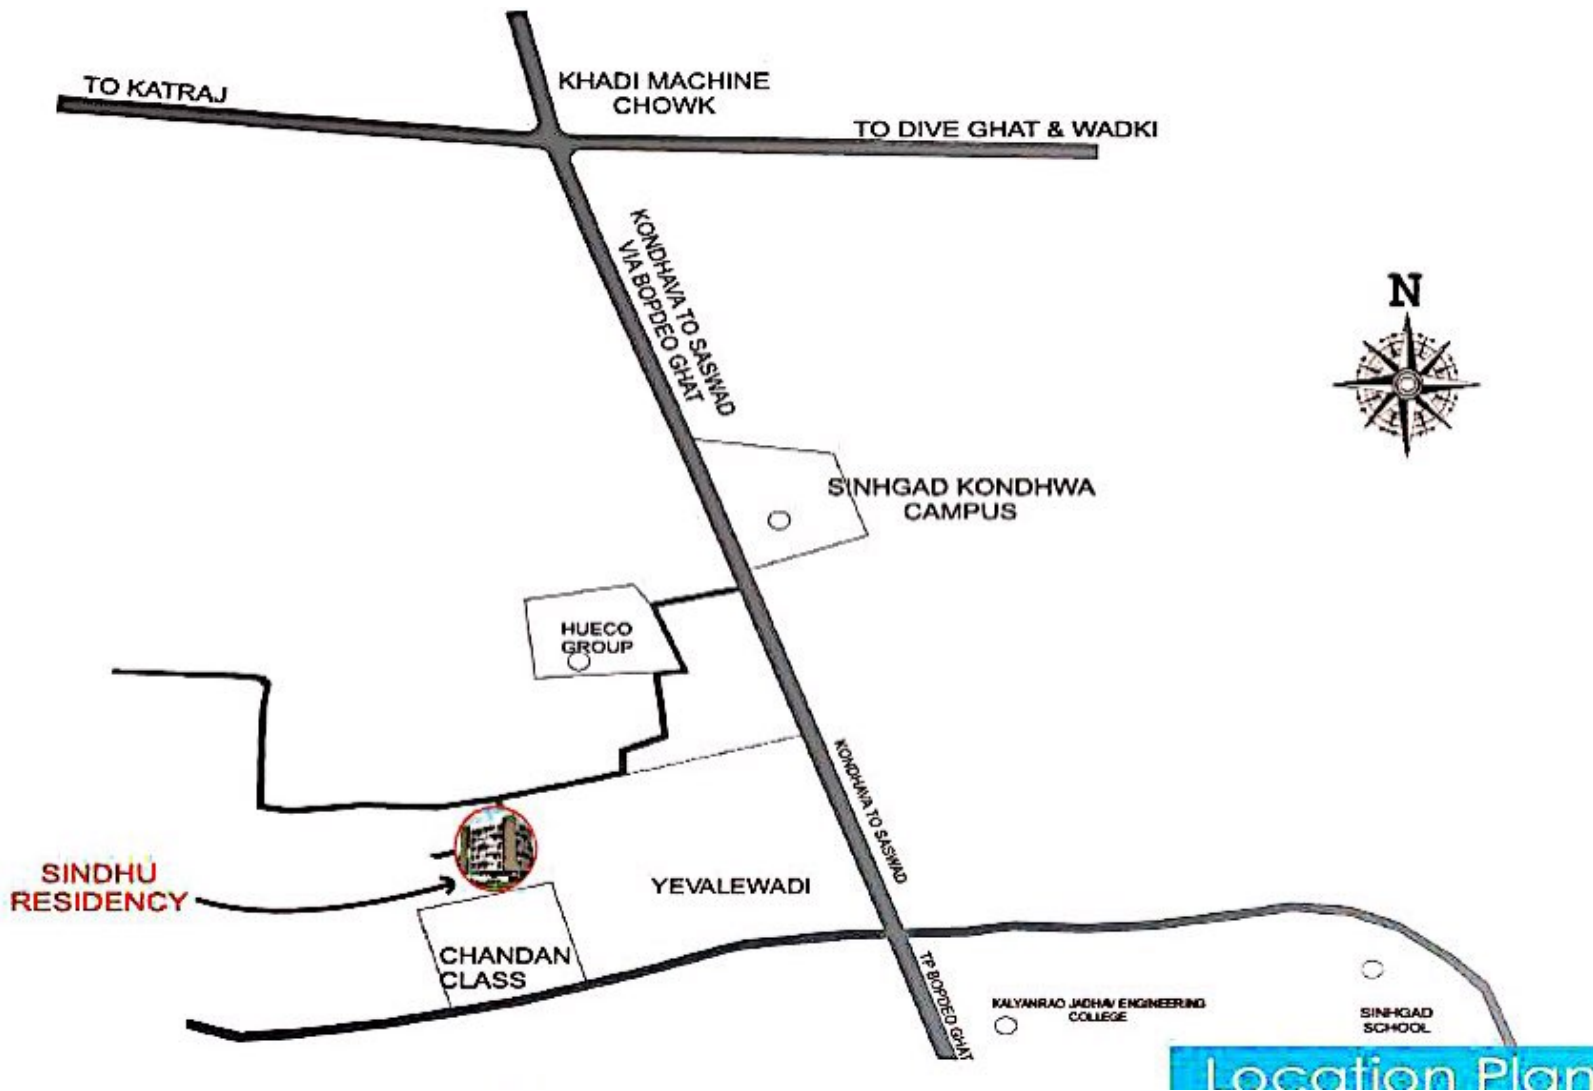 TO KATRAJ
KHADI MACHINE
CHOWK
TO DIVE GHAT & WADKI
KONDHAVA TO SASWAD
VIA BOPDEO GHAT
N
SINHGAD KONDHWA
CAMPUS
HUECO
GROUP
KONDHAVA TO SASWAD
SINDHU
RESIDENCY
YEVALEWADI
CHANDAN
CLASS
TP BOPDEO GHAT
KALYANRAO JADHAV ENGINEERING
COLLEGE
SINHGAD
SCHOOL
Location Plan